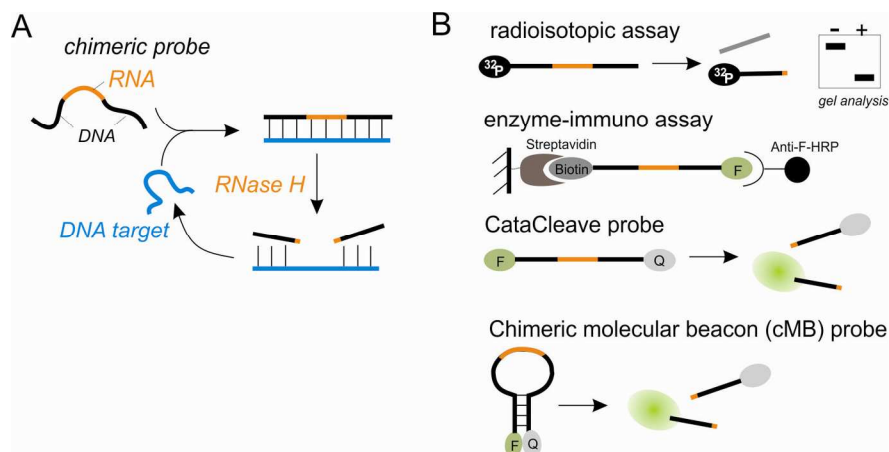 A
chimeric probe
RNA
DNA
RNase H
DNA target
B
radioisotopic assay
32P
32P
- +
gel analysis
enzyme-immuno assay
Streptavidin
Biotin
F
Anti-F-HRP
CataCleave probe
F
Q
Chimeric molecular beacon (cMB) probe
F
Q